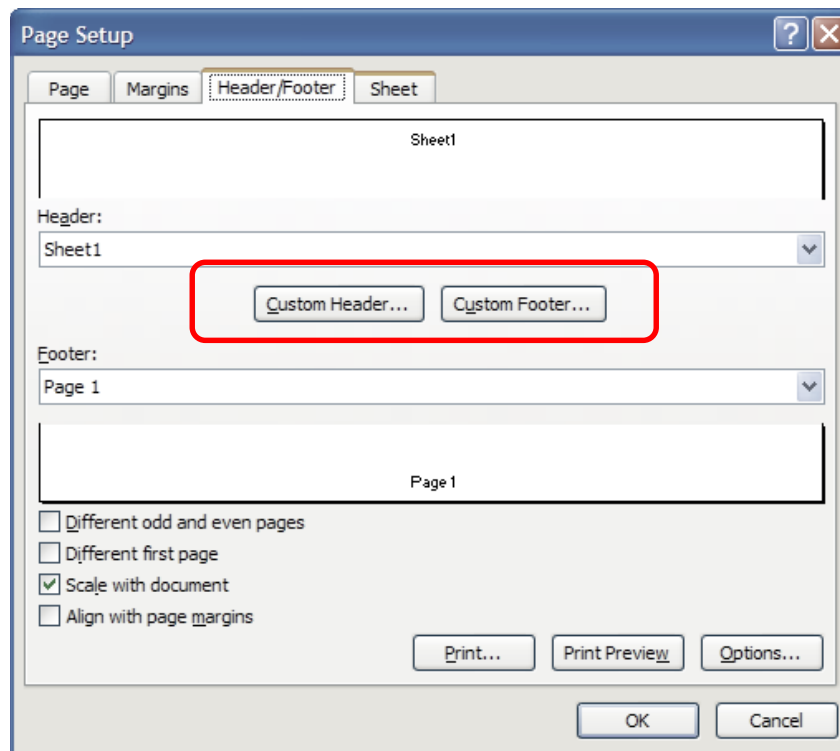 Page Setup
Page Margins Header/Footer Sheet
Sheet1
Header:
Sheet1
Custom Header... Custom Footer...
Footer:
Page 1
Page 1
Different odd and even pages
Different first page
Scale with document
Align with page margins
Print... Print Preview Options...
OK Cancel